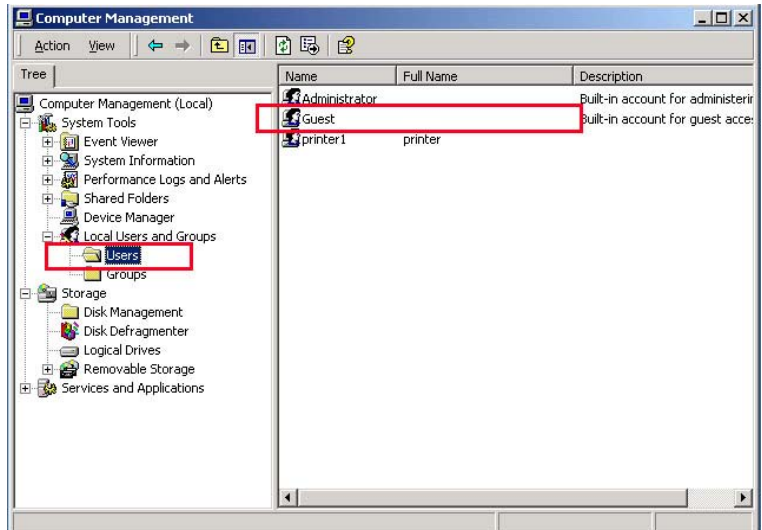 Computer Management
Action View
Tree
Name Full Name Description
Computer Management (Local)
System Tools
Event Viewer
System Information
Performance Logs and Alerts
Shared Folders
Device Manager
Local Users and Groups
Users
Groups
Storage
Disk Management
Disk Defragmenter
Logical Drives
Removable Storage
Services and Applications
Administrator Built-in account for administerin
Guest Built-in account for guest acces
printer1 printer